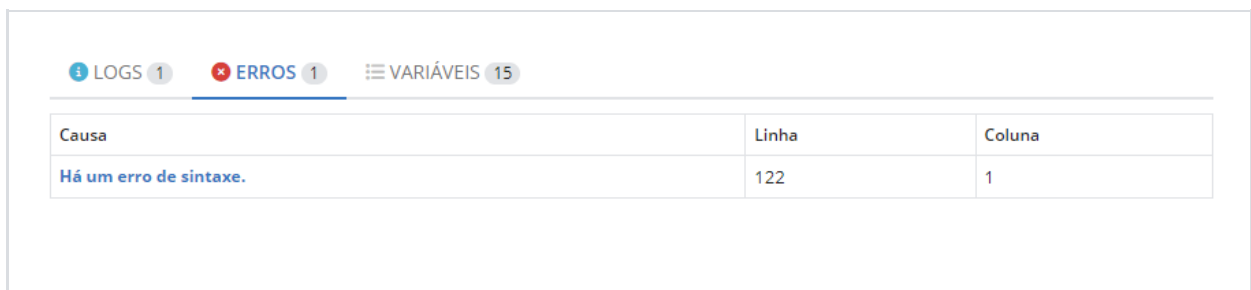 LOGS 1 ERROS 1 VARIÁVEIS 15
Causa Linha Coluna
Há um erro de sintaxe. 122 1